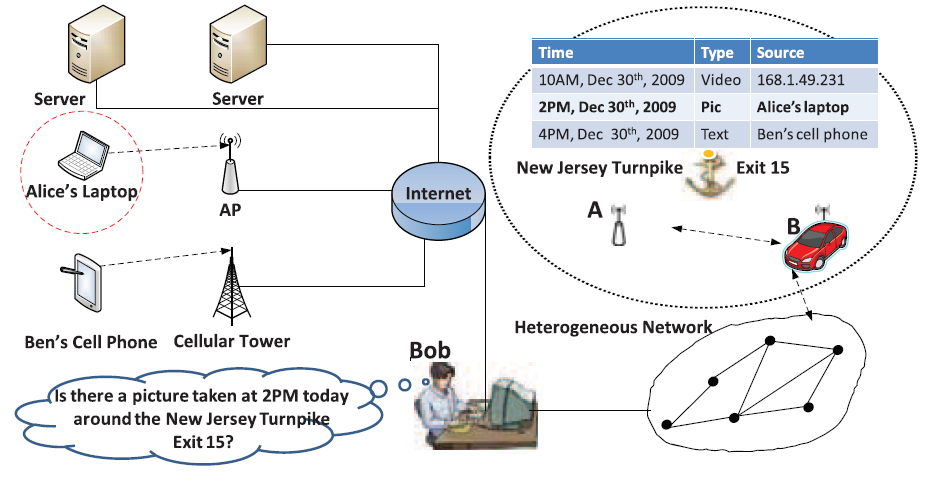 Server
Server
Alice's Laptop
AP
Internet
Ben's Cell Phone
Cellular Tower
Time Type Source
10AM, Dec 30th, 2009 Video 168.1.49.231
2PM, Dec 30th, 2009 Pic Alice's laptop
4PM, Dec 30th, 2009 Text Ben's cell phone
New Jersey Turnpike Exit 15
A
B
Heterogeneous Network
Bob
Is there a picture taken at 2PM today
around the New Jersey Turnpike
Exit 15?